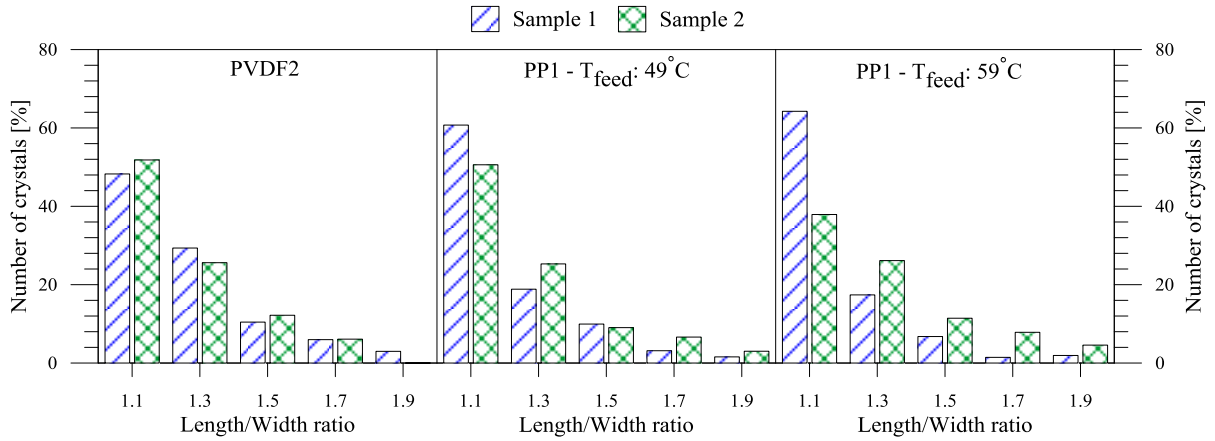 Sample 1 Sample 2
PVDF2
PP1 - Tfeed: 49°C
PP1 - Tfeed: 59°C
Number of crystals [%]
80
60
40
20
0
80
60
40
20
0
Number of crystals [%]
1.1 1.3 1.5 1.7 1.9
1.1 1.3 1.5 1.7 1.9
1.1 1.3 1.5 1.7 1.9
Length/Width ratio
Length/Width ratio
Length/Width ratio